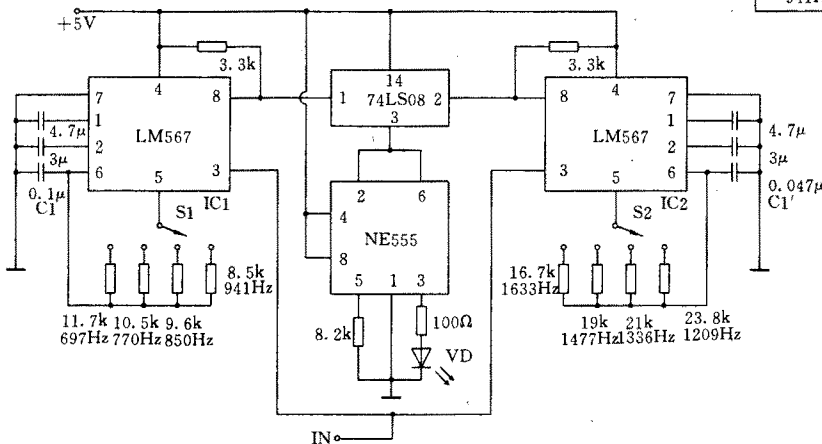 +5V
3.3k
3.3k
4
8
7
1
2
6
5
3
LM567
IC1
4.7μ
3μ
0.1μ
C1
S1
14
1
74LS08
2
3
2
6
4
NE555
8
5
1
3
8.2k
100Ω
VD
4
8
7
1
2
3
6
5
LM567
IC2
4.7μ
3μ
0.047μ
C1'
S2
8.5k
941Hz
11.7k 10.5k 9.6k
697Hz 770Hz 850Hz
16.7k
1633Hz
19k 21k 23.8k
1477Hz 1336Hz 1209Hz
IN